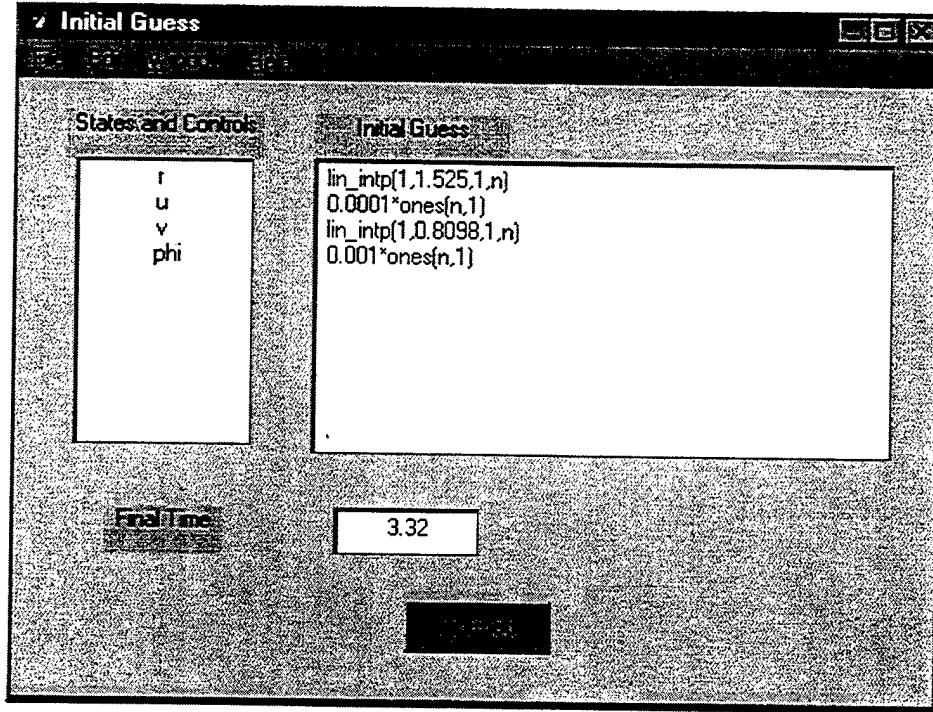 Initial Guess
States and Controls
Initial Guess
r
u
v
phi
lin_intp(1,1.525,1,n)
0.0001*ones(n,1)
lin_intp(1,0.8098,1,n)
0.001*ones(n,1)
Final Time
3.32